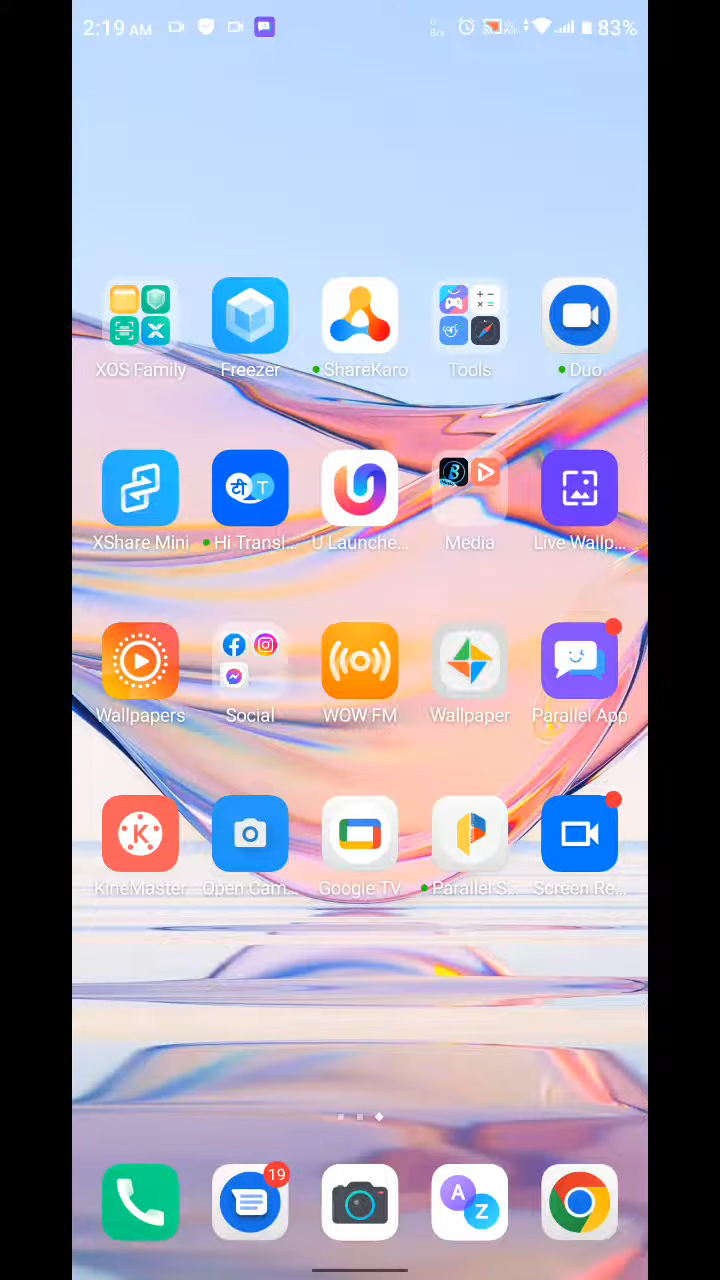 2:19 AM 83%
XOS Family Freezer ShareKaro Tools Duo
XShare Mini Hi Transl... U Launche... Media Live Wallp...
Wallpapers Social WOW FM Wallpaper Parallel App
KineMaster Open Cam... Google TV Parallel S... Screen Re...
19
A
Z